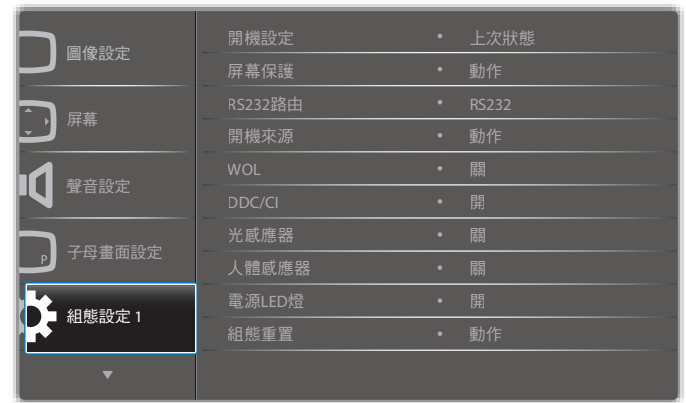 圖像設定
屏幕
聲音設定
P
子母畫面設定
組態設定 1
開機設定 • 上次狀態
屏幕保護 • 動作
RS232路由 • RS232
開機來源 • 動作
WOL • 關
DDC/CI • 開
光感應器 • 關
人體感應器 • 關
電源LED燈 • 開
組態重置 • 動作